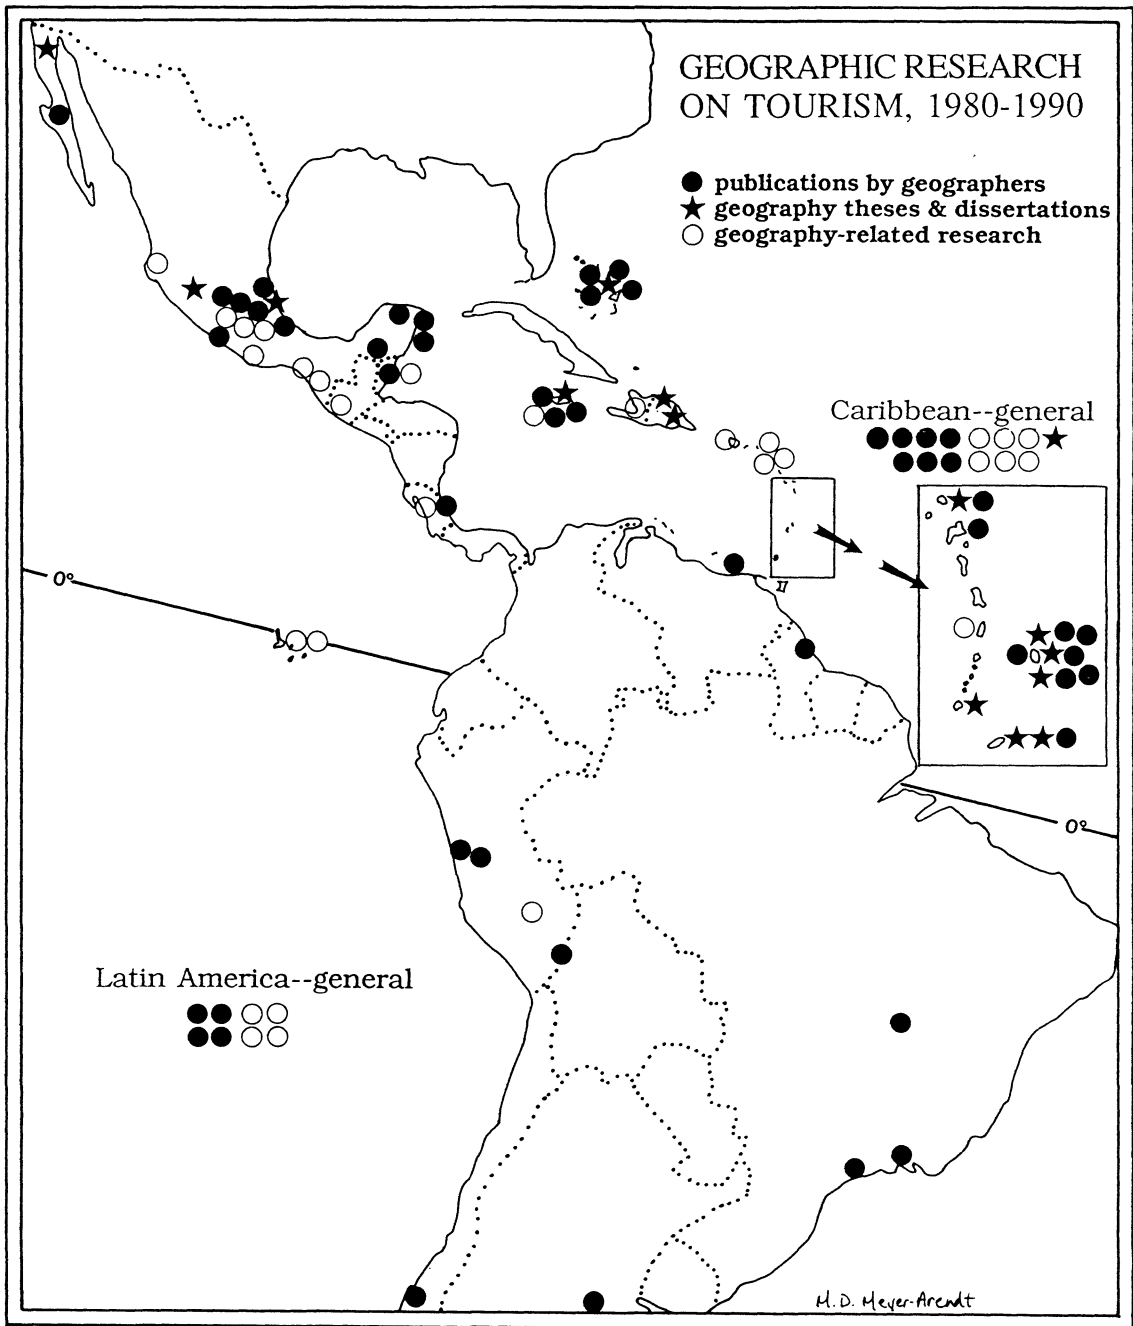 GEOGRAPHIC RESEARCH
ON TOURISM, 1980-1990
publications by geographers
geography theses & dissertations
geography-related research
Caribbean--general
0°
0°
Latin America--general
M.D. Meyer-Arendt